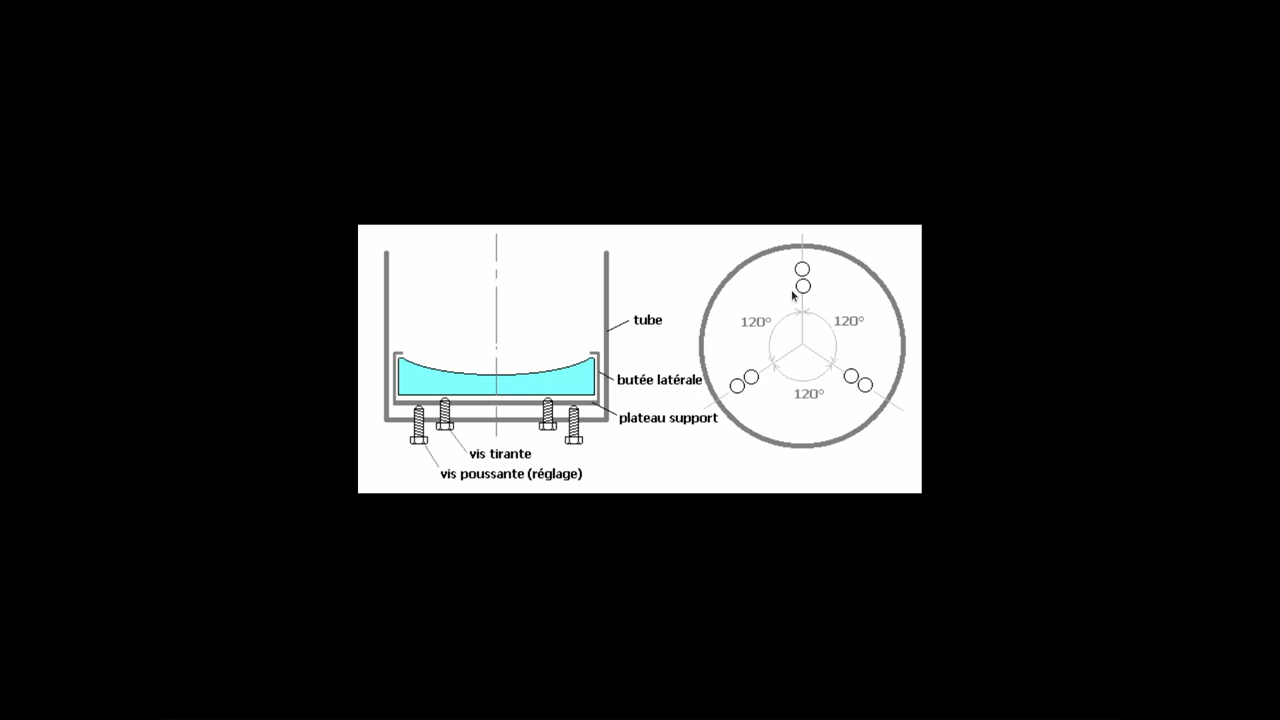 tube
butée latérale
plateau support
vis tirante
vis poussante (réglage)
120° 120°
120°